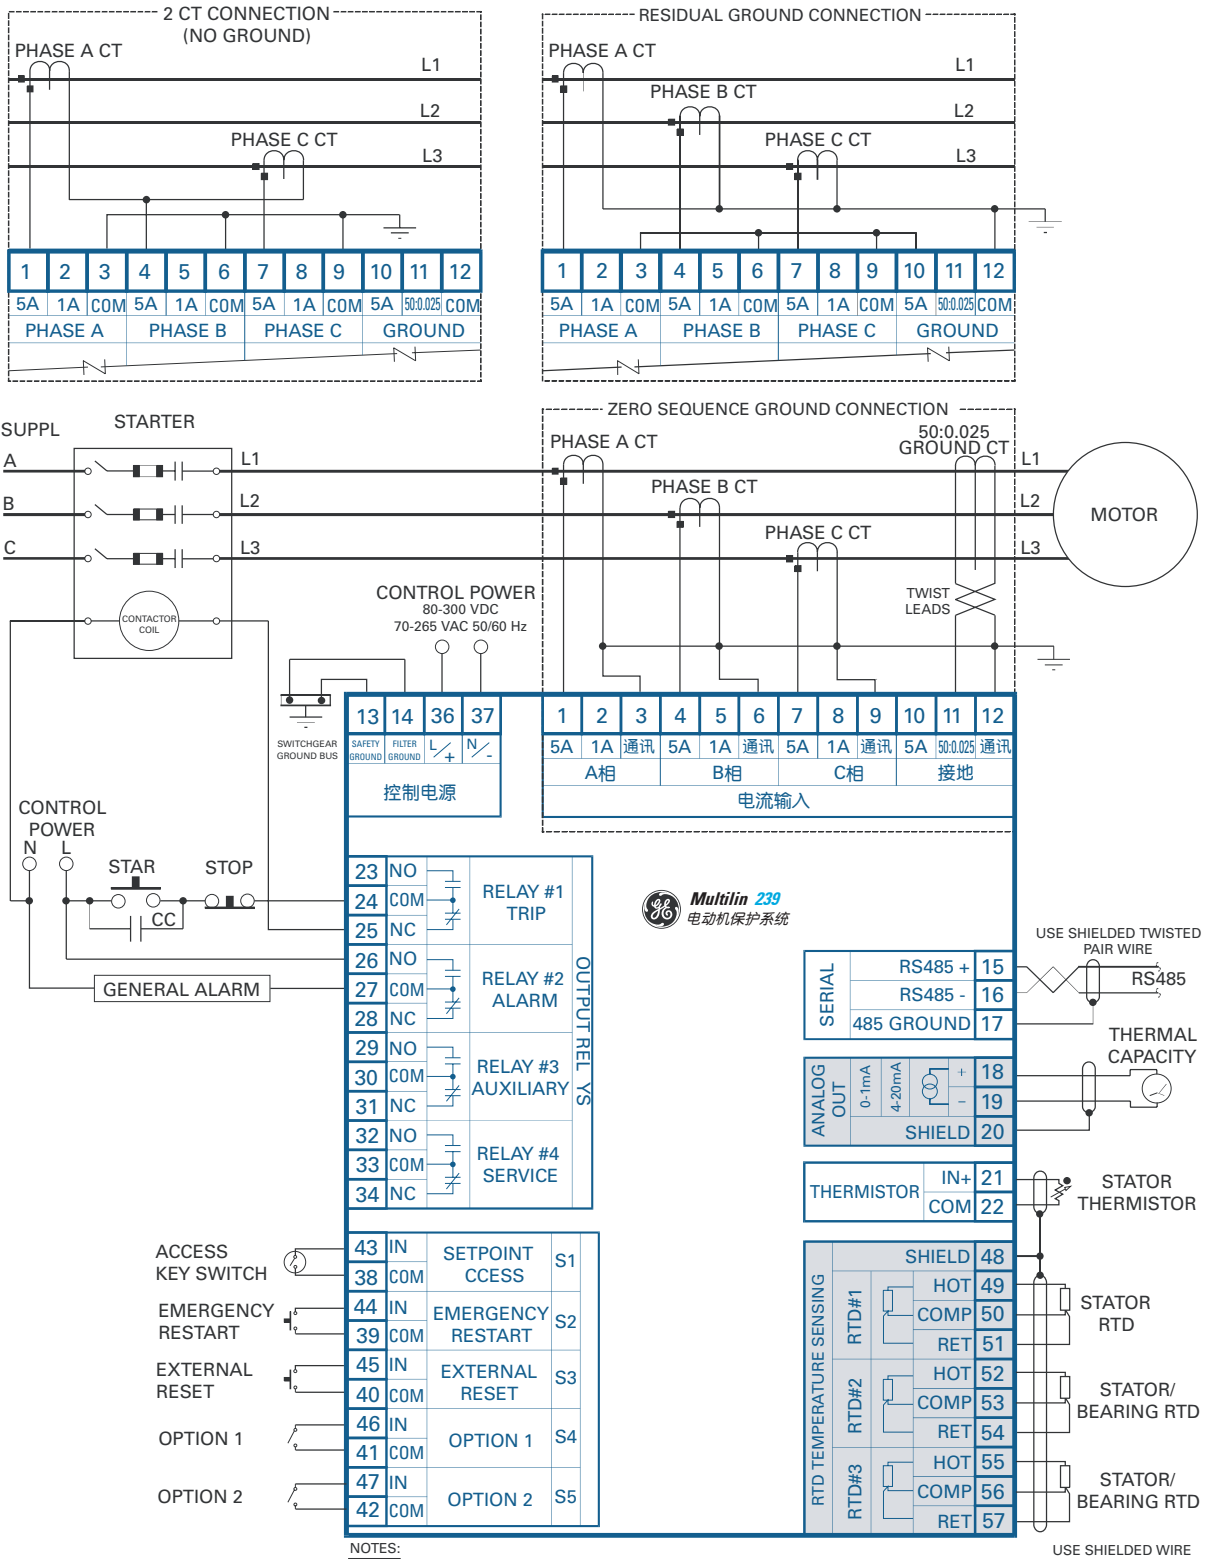 2 CT CONNECTION
(NO GROUND)
PHASE A CT
L1
L2
PHASE C CT
L3
1 2 3 4 5 6 7 8 9 10 11 12
5A 1A COM 5A 1A COM 5A 1A COM 5A 50:0.025 COM
PHASE A PHASE B PHASE C GROUND
RESIDUAL GROUND CONNECTION
PHASE A CT
L1
PHASE B CT
L2
PHASE C CT
L3
1 2 3 4 5 6 7 8 9 10 11 12
5A 1A COM 5A 1A COM 5A 1A COM 5A 50:0.025 COM
PHASE A PHASE B PHASE C GROUND
ZERO SEQUENCE GROUND CONNECTION
SUPPL
STARTER
A
B
C
L1
L2
L3
CONTACTOR
COIL
PHASE A CT
PHASE B CT
PHASE C CT
50:0.025
GROUND CT
L1
L2
L3
MOTOR
TWIST
LEADS
CONTROL POWER
80-300 VDC
70-265 VAC 50/60 Hz
SWITCHGEAR
GROUND BUS
13 14 36 37
SAFETY
GROUND
FILTER
GROUND
L/+
N/-
控制电源
1 2 3 4 5 6 7 8 9 10 11 12
5A 1A 通讯 5A 1A 通讯 5A 1A 通讯 5A 50:0.025 通讯
A相 B相 C相 接地
电流输入
CONTROL
POWER
N L
STAR
STOP
CC
GENERAL ALARM
23 NO
24 COM
25 NC
RELAY #1
TRIP
26 NO
27 COM
28 NC
RELAY #2
ALARM
29 NO
30 COM
31 NC
RELAY #3
AUXILIARY
32 NO
33 COM
34 NC
RELAY #4
SERVICE
OUTPUT REL YS
GE
Multilin 239
电动机保护系统
USE SHIELDED TWISTED
PAIR WIRE
SERIAL
RS485 + 15
RS485 - 16
485 GROUND 17
RS485
THERMAL
CAPACITY
ANALOG
OUT
0-1mA
4-20mA
+ 18
- 19
SHIELD 20
THERMISTOR
IN+ 21
COM 22
STATOR
THERMISTOR
RTD TEMPERATURE SENSING
SHIELD 48
RTD#1
HOT 49
COMP 50
RET 51
STATOR
RTD
RTD#2
HOT 52
COMP 53
RET 54
STATOR/
BEARING RTD
RTD#3
HOT 55
COMP 56
RET 57
STATOR/
BEARING RTD
ACCESS
KEY SWITCH
43 IN
38 COM
SETPOINT
CCESS
S1
EMERGENCY
RESTART
44 IN
39 COM
EMERGENCY
RESTART
S2
EXTERNAL
RESET
45 IN
40 COM
EXTERNAL
RESET
S3
OPTION 1
46 IN
41 COM
OPTION 1
S4
OPTION 2
47 IN
42 COM
OPTION 2
S5
NOTES:
USE SHIELDED WIRE